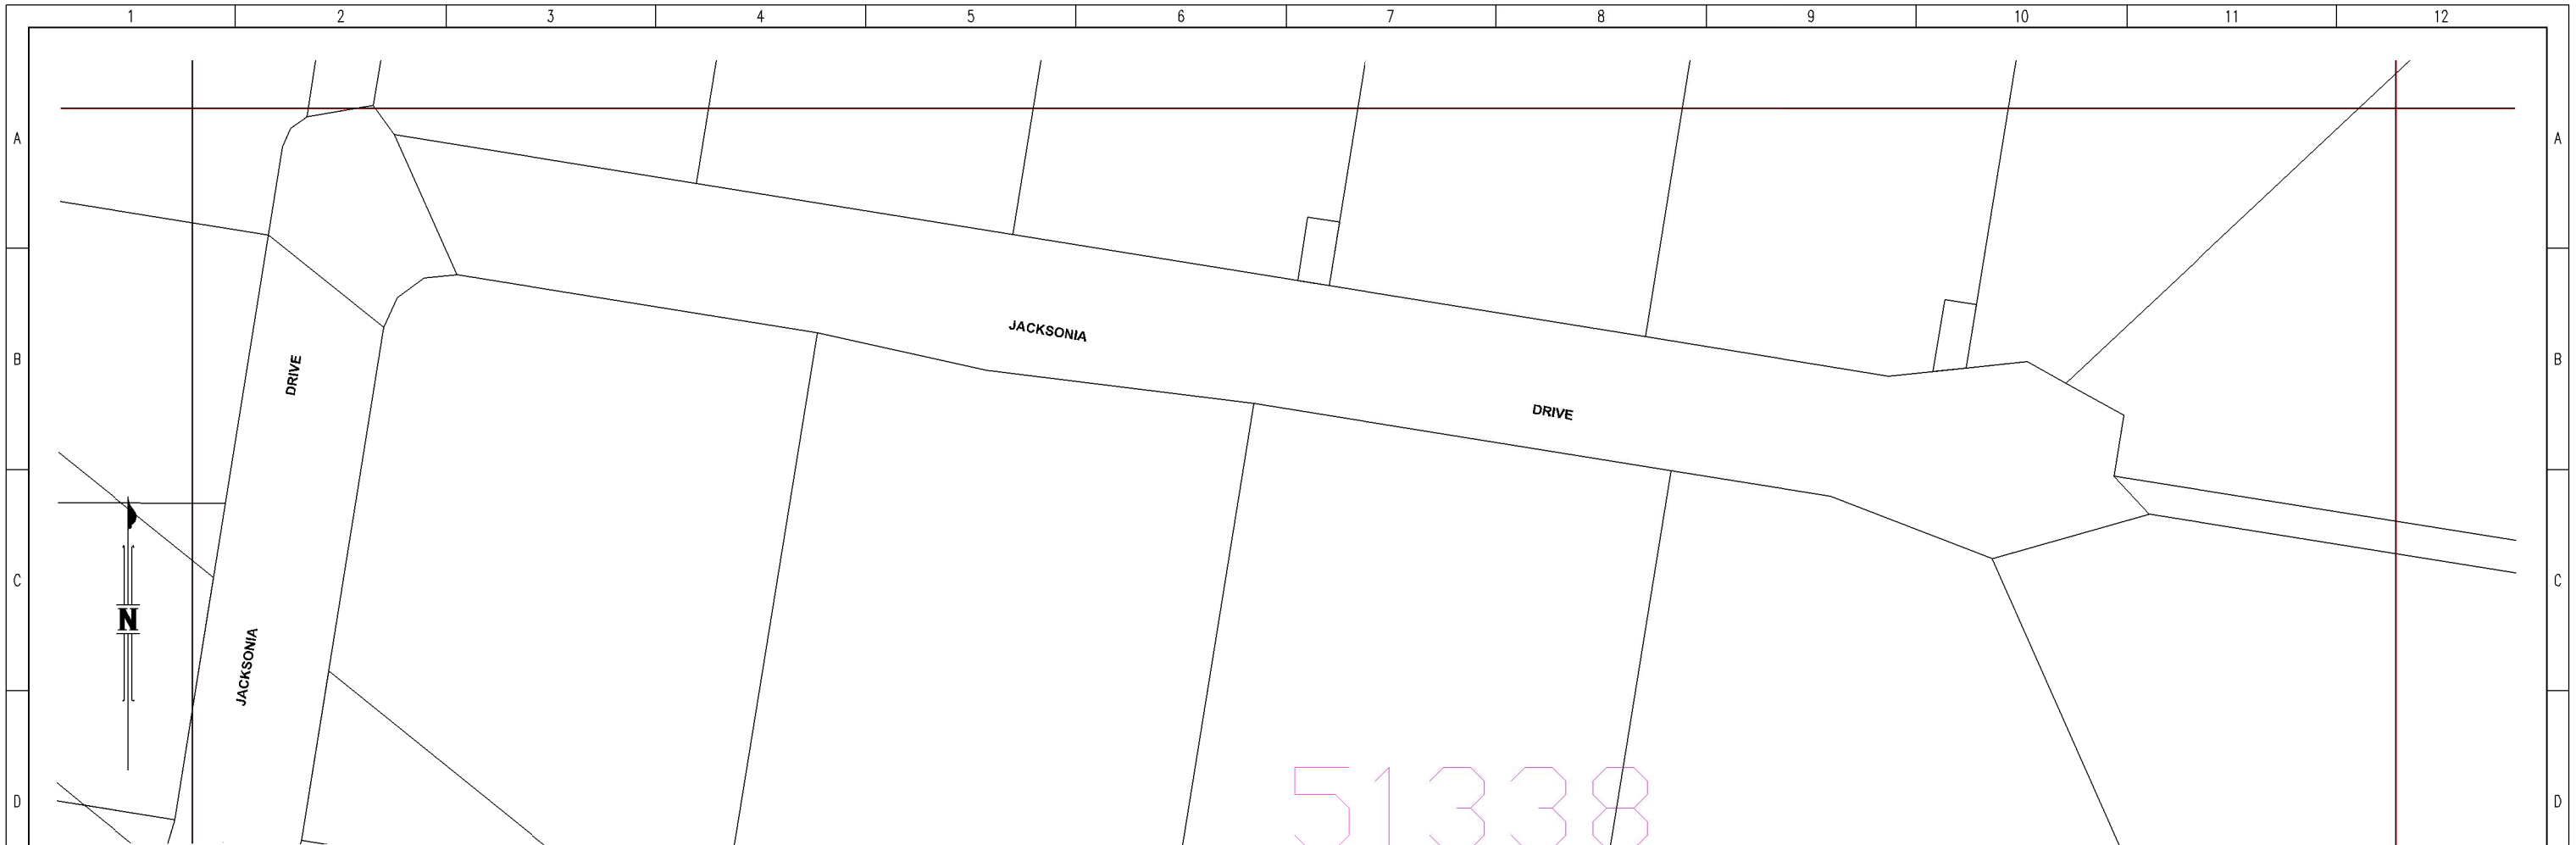 1 2 3 4 5 6 7 8 9 10 11 12
A A
JACKSONIA
DRIVE
B B
DRIVE
C C
N
JACKSONIA
51338
D D